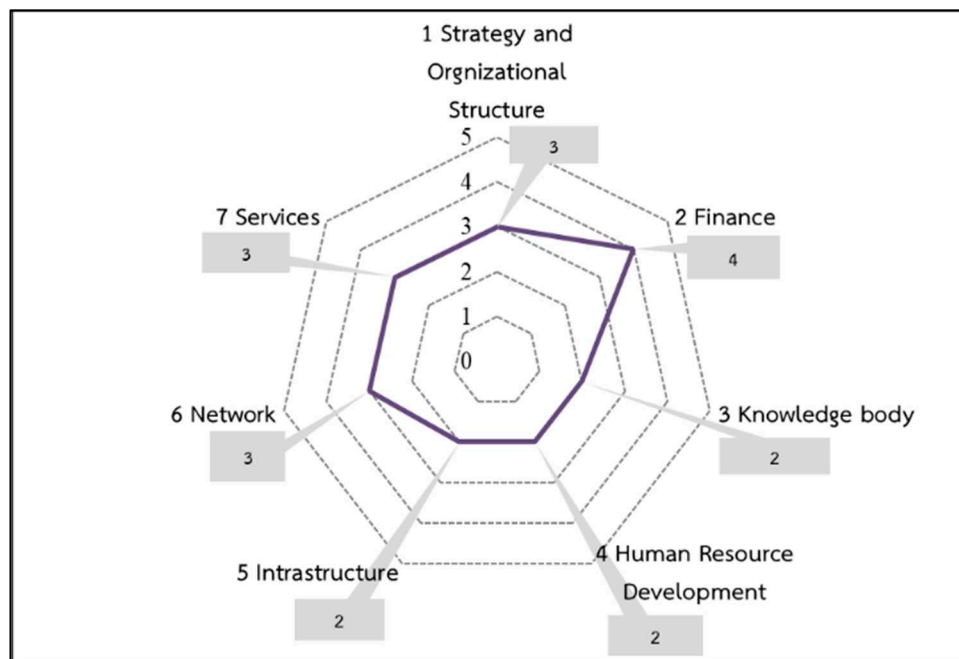 1 Strategy and
Orgnizational
Structure
5
3
4
3
7 Services
2 Finance
3
4
2
1
0
6 Network
3 Knowledge body
3
2
4 Human Resource
5 Intrastructure
Development
2
2